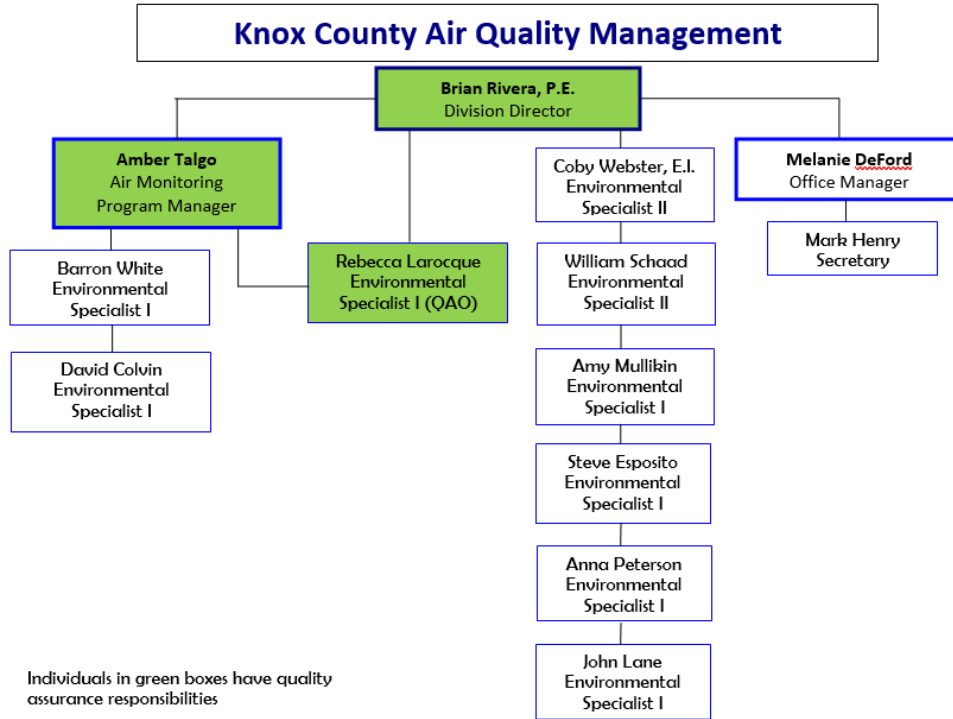 Knox County Air Quality Management
Brian Rivera, P.E.
Division Director
Amber Talgo
Air Monitoring
Program Manager
Coby Webster, E.I.
Environmental
Specialist II
Melanie DeFord
Office Manager
Mark Henry
Secretary
Barron White
Environmental
Specialist I
Rebecca Larocque
Environmental
Specialist I (QAO)
William Schaad
Environmental
Specialist II
David Colvin
Environmental
Specialist I
Amy Mullikin
Environmental
Specialist I
Steve Esposito
Environmental
Specialist I
Anna Peterson
Environmental
Specialist I
John Lane
Environmental
Specialist I
Individuals in green boxes have quality
assurance responsibilities